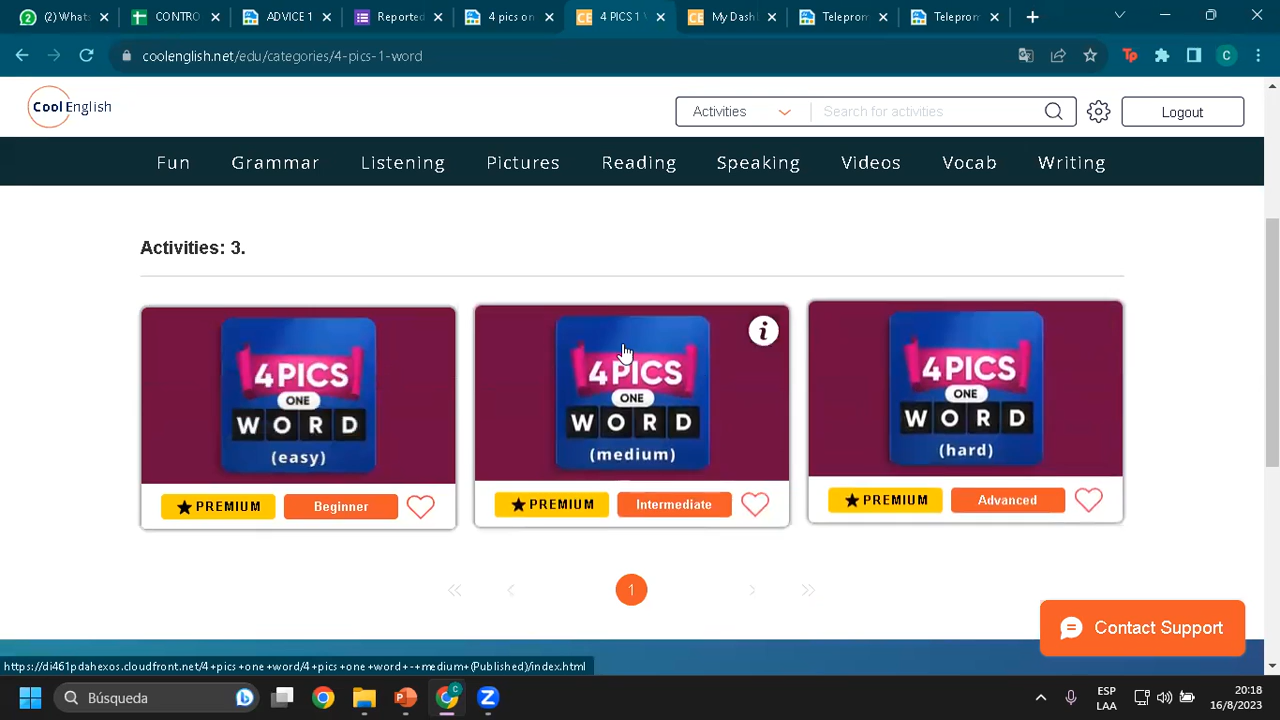 (2) Whats
CONTRO
ADVICE 1
Reported
4 pics on
4 PICS 1
My Dash
Teleprom
Teleprom
coolenglish.net/edu/categories/4-pics-1-word
Cool English
Activities
Search for activities
Logout
Fun Grammar Listening Pictures Reading Speaking Videos Vocab Writing
Activities: 3.
4PICS
ONE
WORD
(easy)
PREMIUM
Beginner
4PICS
ONE
WORD
(medium)
PREMIUM
Intermediate
4PICS
ONE
WORD
(hard)
PREMIUM
Advanced
1
Contact Support
https://di461pdahexos.cloudfront.net/4+pics+one+word/4+pics+one+word+-+medium+(Published)/index.html
Búsqueda
ESP
LAA
20:18
16/8/2023